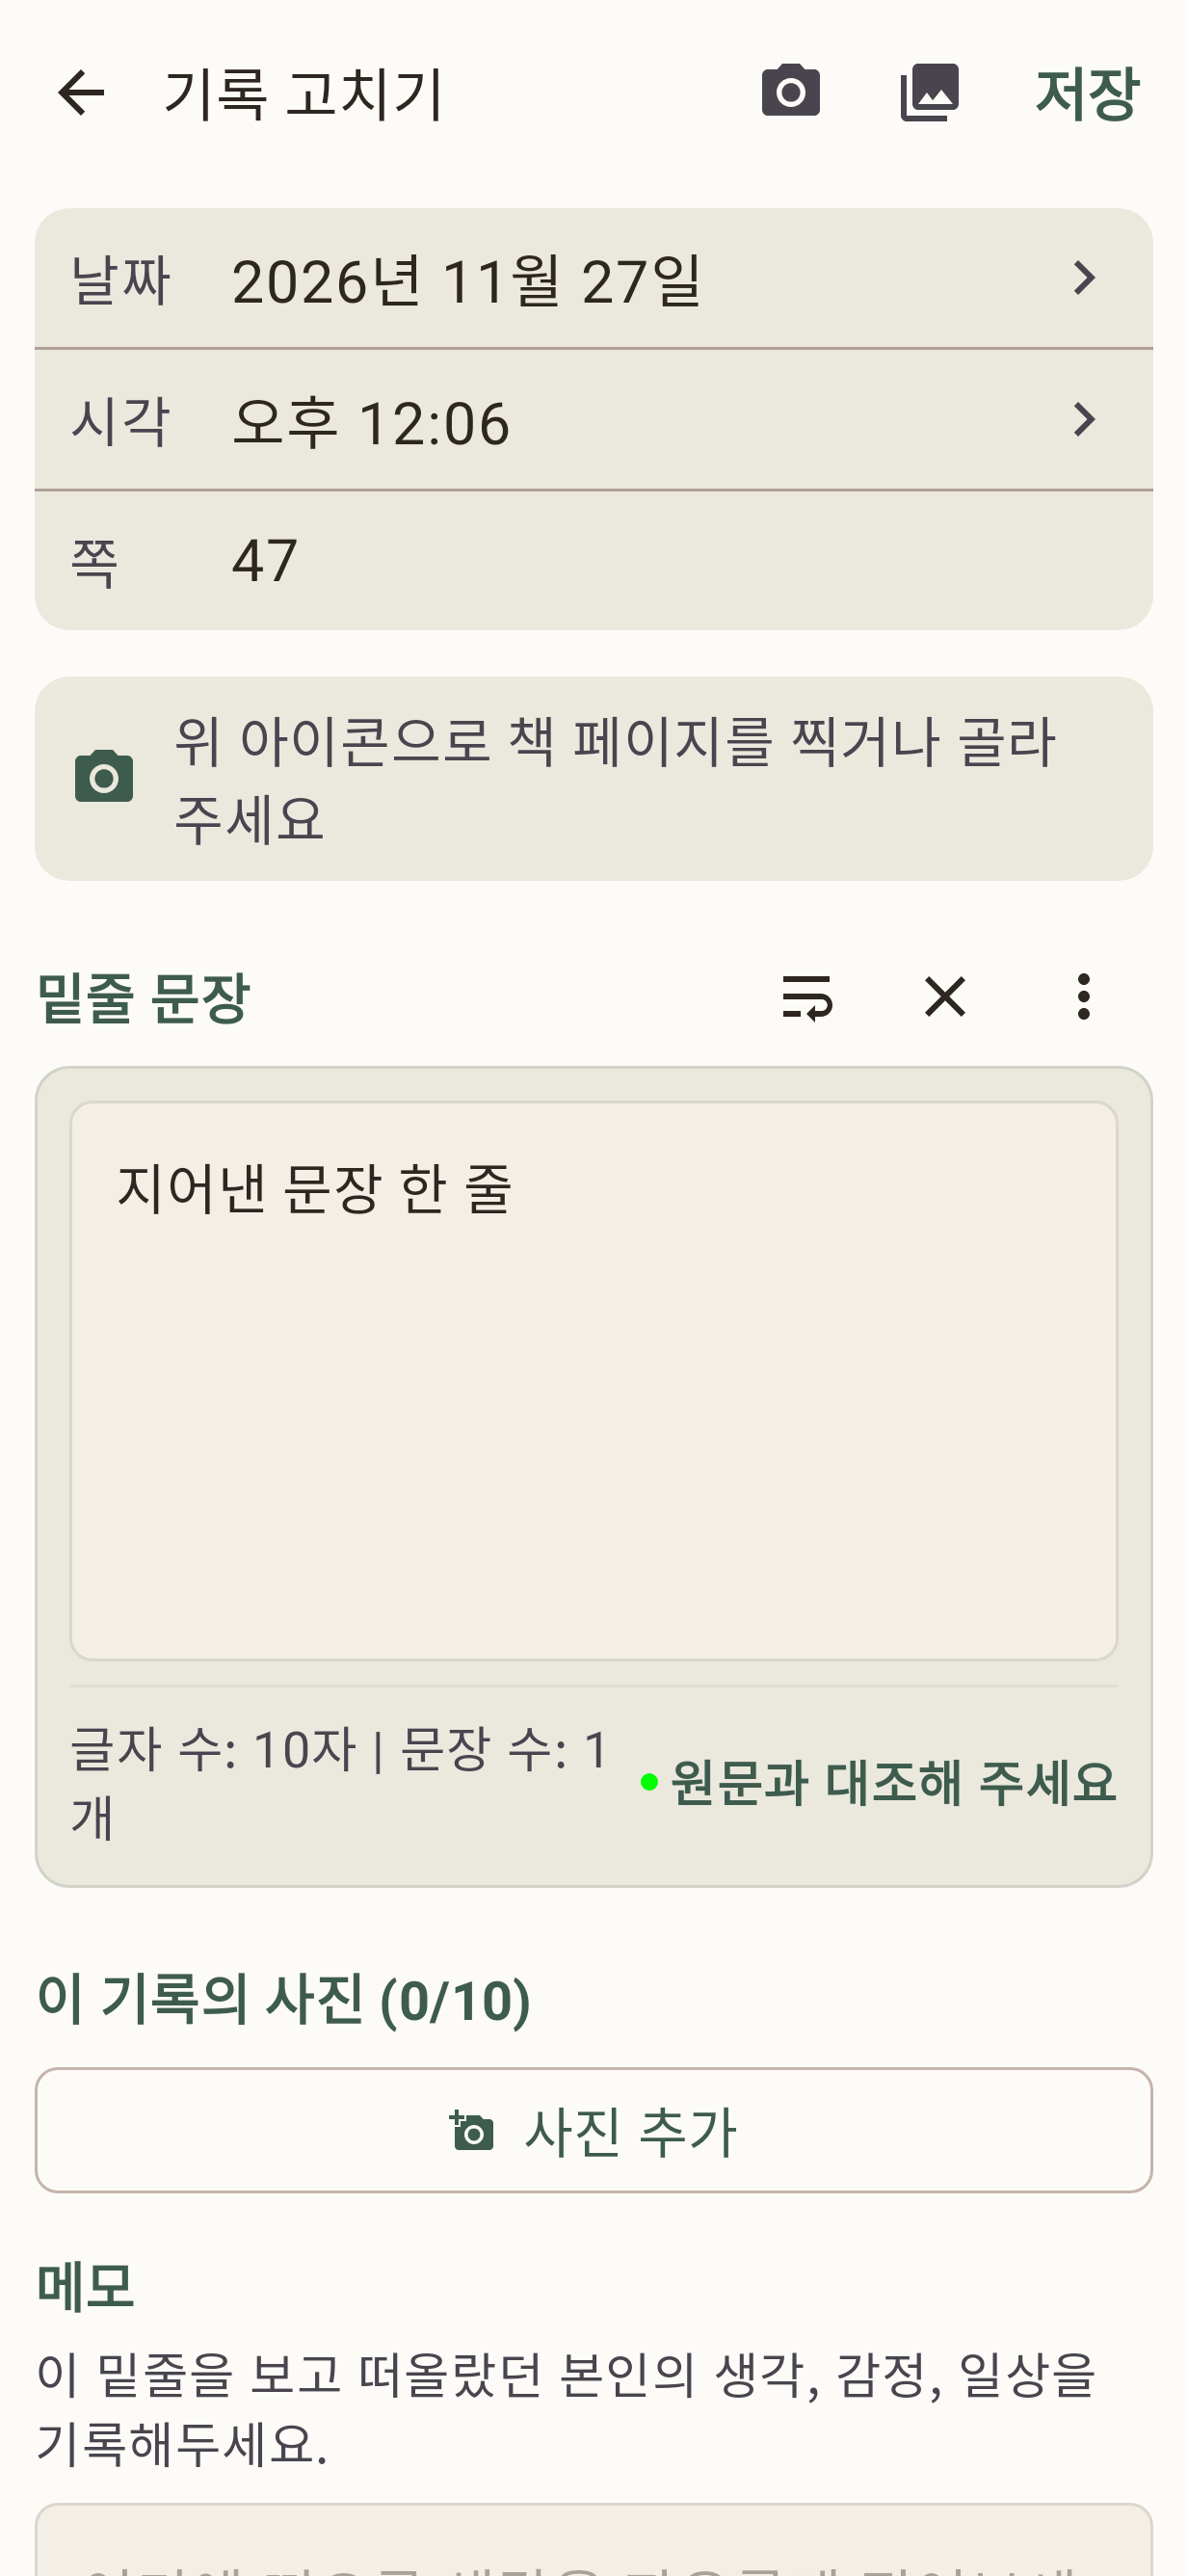 기록 고치기 저장
날짜 2026년 11월 27일
시각 오후 12:06
쪽 47
위 아이콘으로 책 페이지를 찍거나 골라
주세요
밑줄 문장
지어낸 문장 한 줄
글자 수: 10자 | 문장 수: 1
개
원문과 대조해 주세요
이 기록의 사진 (0/10)
사진 추가
메모
이 밑줄을 보고 떠올랐던 본인의 생각, 감정, 일상을
기록해두세요.